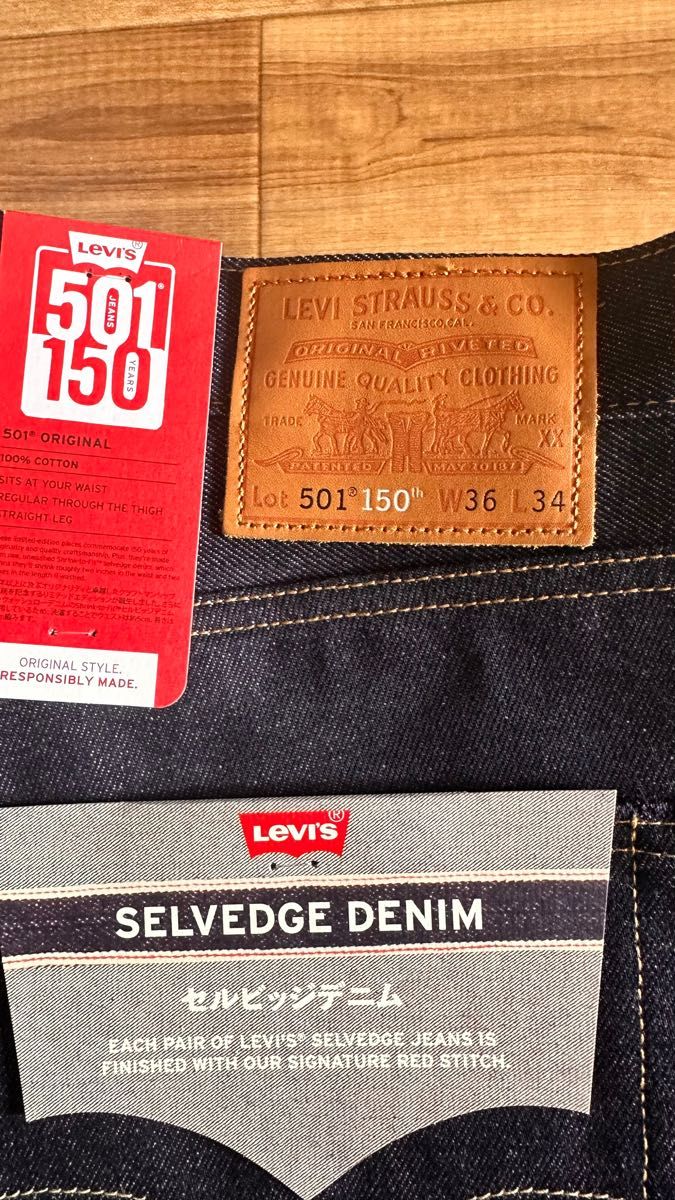 LEVI'S®
501®
JEANS
150
YEARS
501® ORIGINAL
100% COTTON
SITS AT YOUR WAIST
REGULAR THROUGH THE THIGH
STRAIGHT LEG
ORIGINAL STYLE.
RESPONSIBLY MADE.
LEVI STRAUSS & CO.
SAN FRANCISCO, CAL.
ORIGINAL RIVETED
GENUINE QUALITY CLOTHING
TRADE MARK
XX
PATENTED MAY 20 1873
Lot 501® 150th W36 L34
LEVI'S®
SELVEDGE DENIM
セルビッジデニム
EACH PAIR OF LEVI'S® SELVEDGE JEANS IS
FINISHED WITH OUR SIGNATURE RED STITCH.